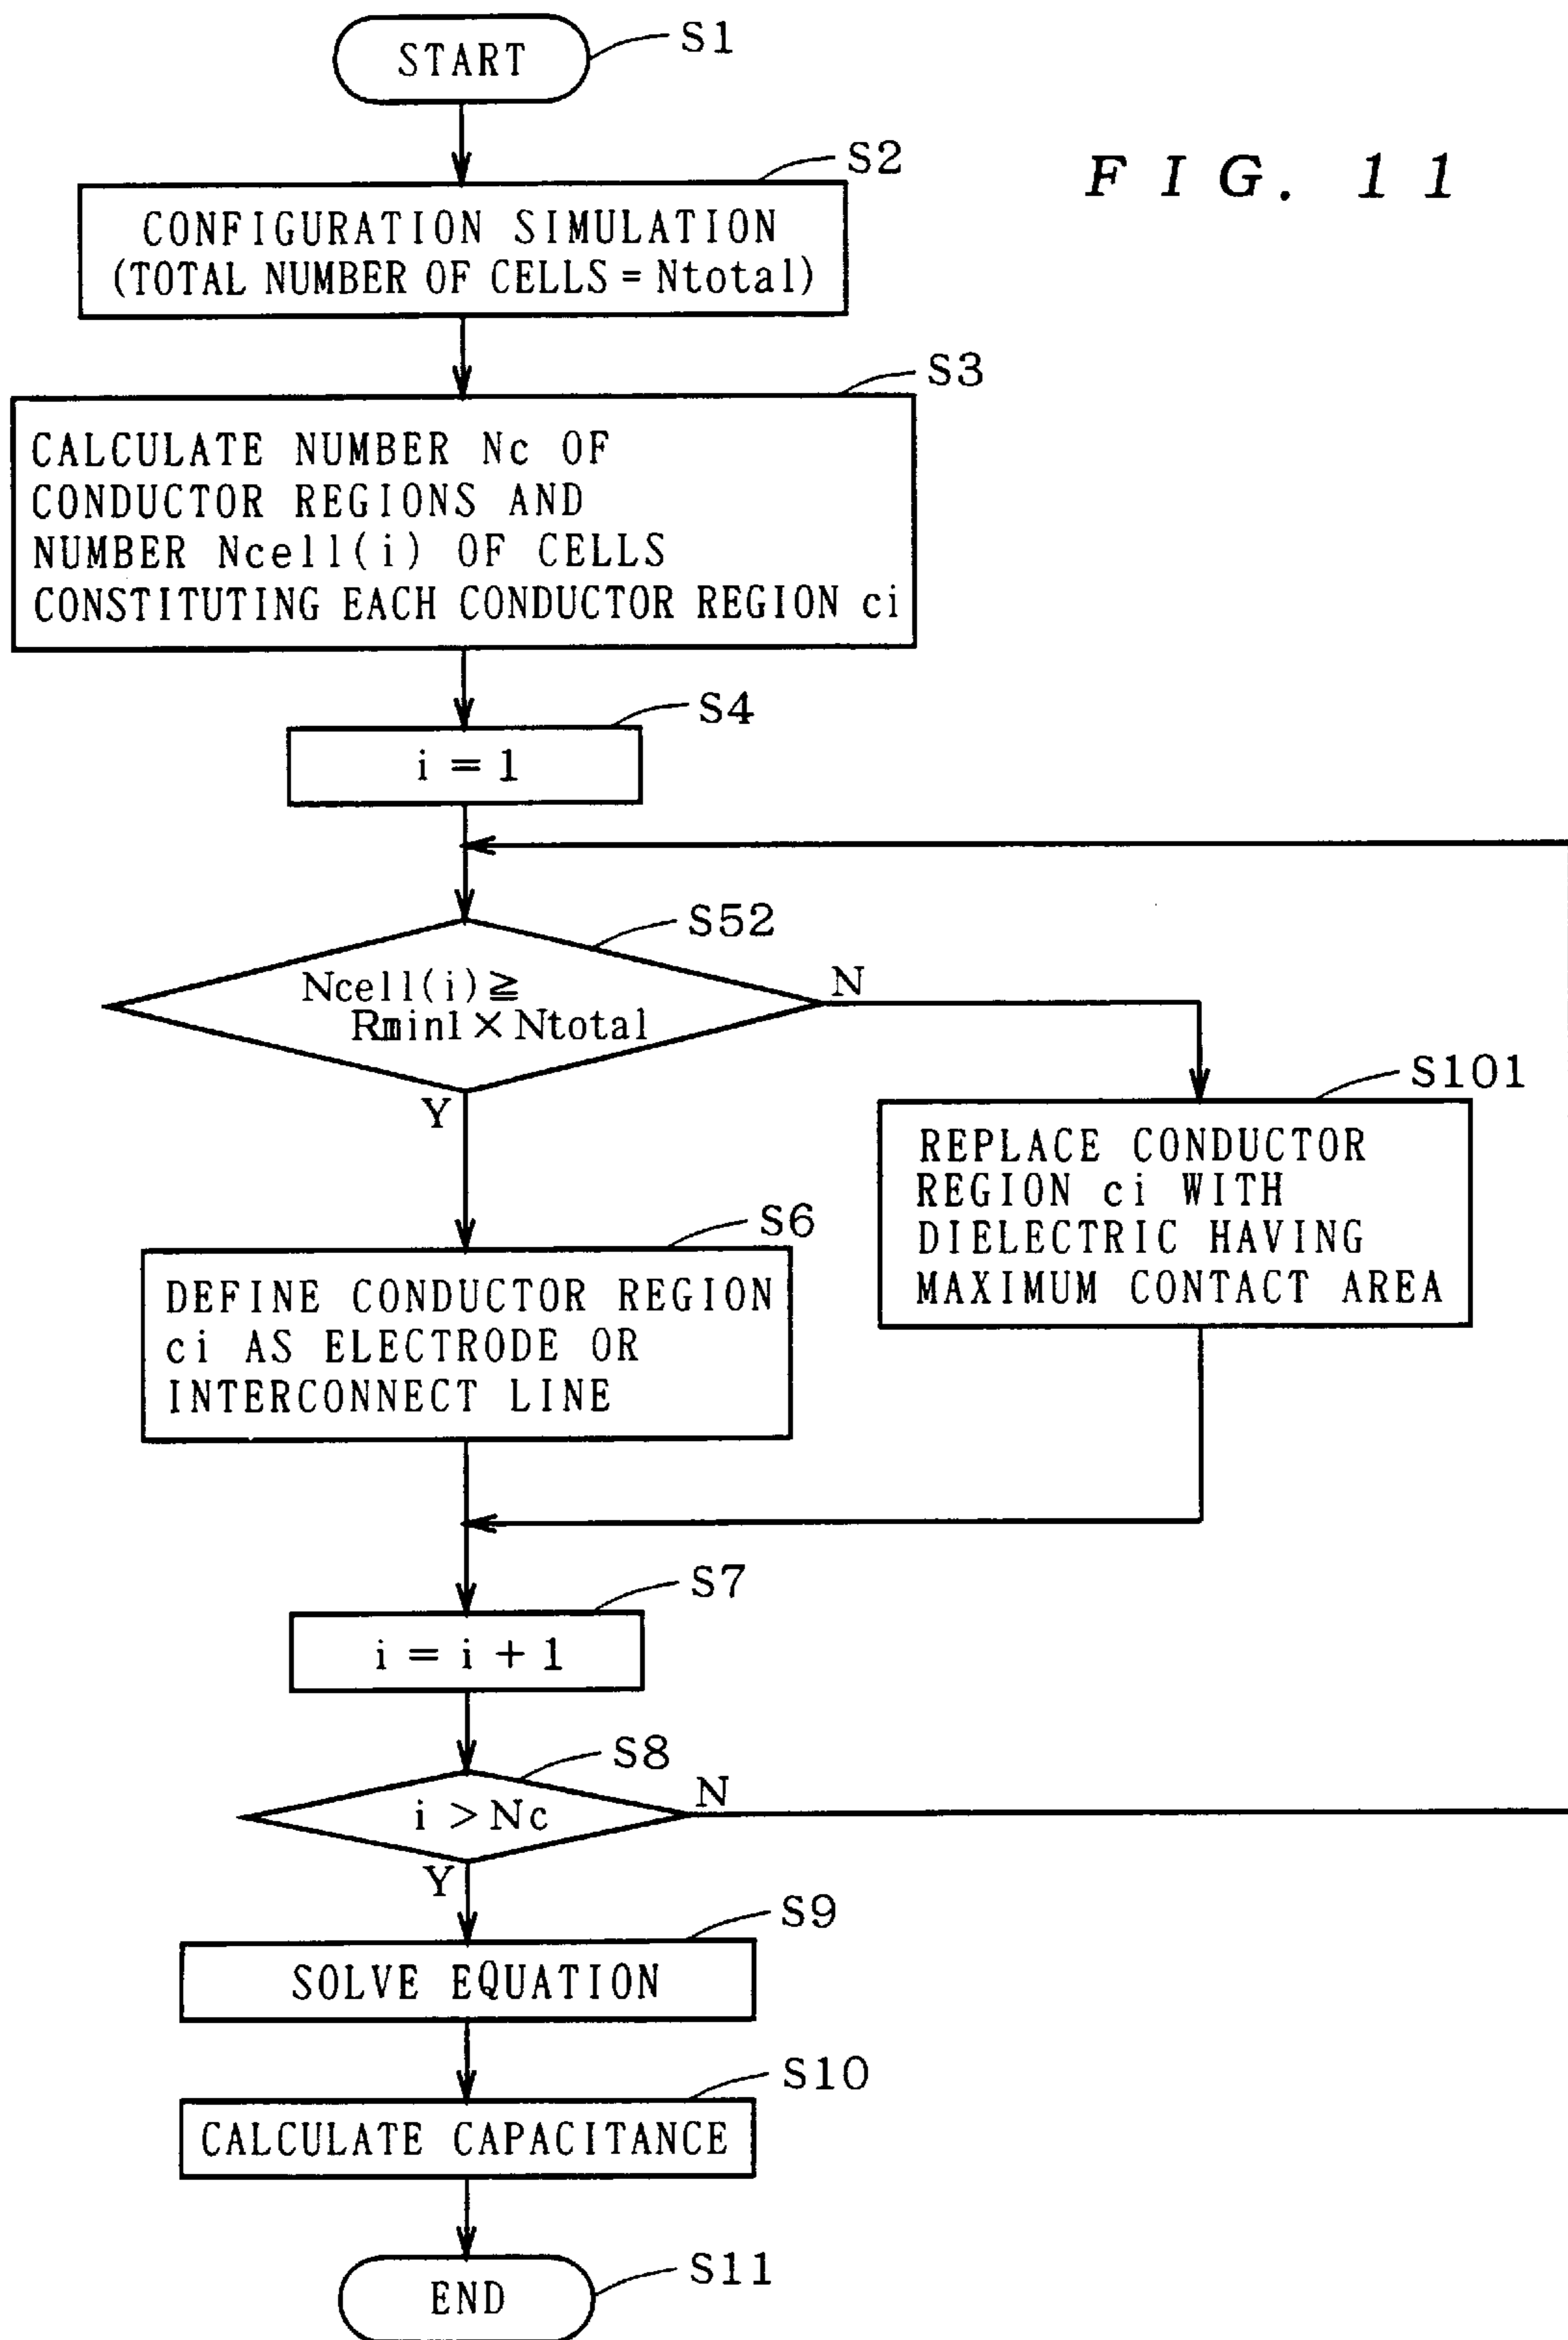 START
S1
F I G. 1 1
S2
CONFIGURATION SIMULATION
(TOTAL NUMBER OF CELLS = Ntotal)
S3
CALCULATE NUMBER Nc OF
CONDUCTOR REGIONS AND
NUMBER Ncell(i) OF CELLS
CONSTITUTING EACH CONDUCTOR REGION ci
S4
i = 1
S52
Ncell(i) ≧
Rmin1 × Ntotal
N
Y
S101
REPLACE CONDUCTOR
REGION ci WITH
DIELECTRIC HAVING
MAXIMUM CONTACT AREA
S6
DEFINE CONDUCTOR REGION
ci AS ELECTRODE OR
INTERCONNECT LINE
S7
i = i + 1
S8
i > Nc
N
Y
S9
SOLVE EQUATION
S10
CALCULATE CAPACITANCE
END
S11